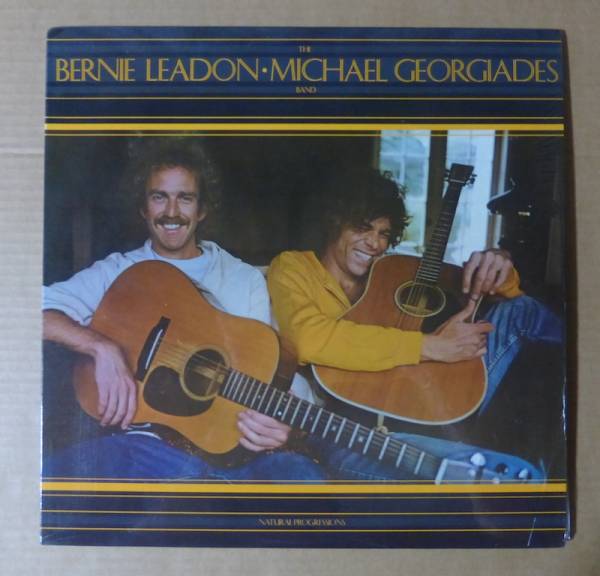 THE
BERNIE LEADON • MICHAEL GEORGIADES
BAND
NATURAL PROGRESSIONS